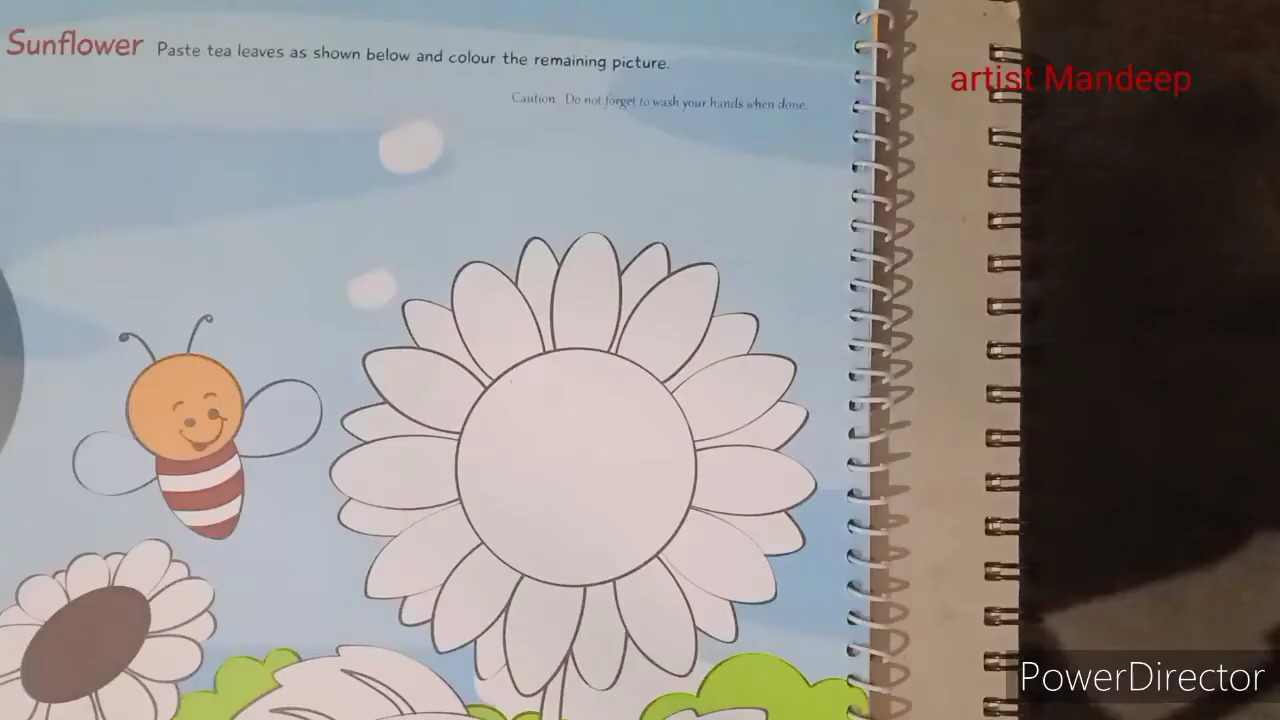 Sunflower Paste tea leaves as shown below and colour the remaining picture.
Caution: Do not forget to wash your hands when done.
artist Mandeep
PowerDirector